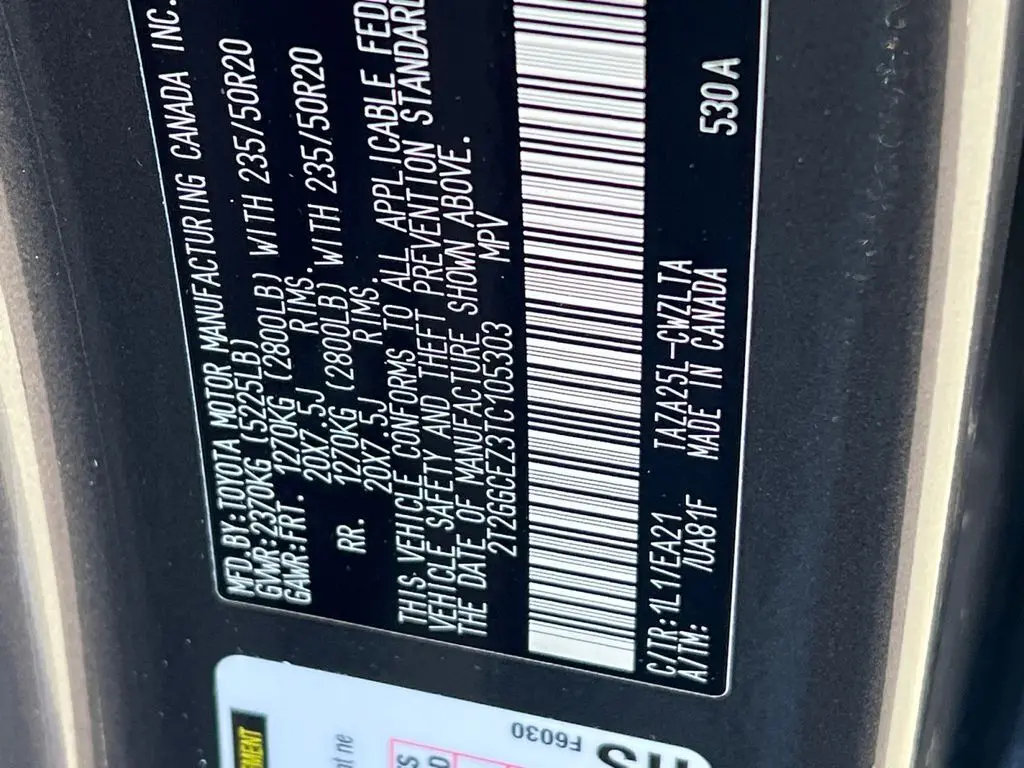 MFD.BY:TOYOTA MOTOR MANUFACTURING CANADA INC.
GVWR:2370KG (5225LB)
GAWR:FRT. 1270KG (2800LB) WITH 235/50R20
20X7.5J RIMS.
RR. 1270KG (2800LB) WITH 235/50R20
20X7.5J RIMS.
THIS VEHICLE CONFORMS TO ALL APPLICABLE
VEHICLE SAFETY AND THEFT PREVENTION
THE DATE OF MANUFACTURE SHOWN ABOVE.
2T2GGCEZ3TC105303 MPV
C/TR:1L1/EA21 TAZA25L-CWZLTA 530A
A/TM: /UA81F MADE IN CANADA
F6030